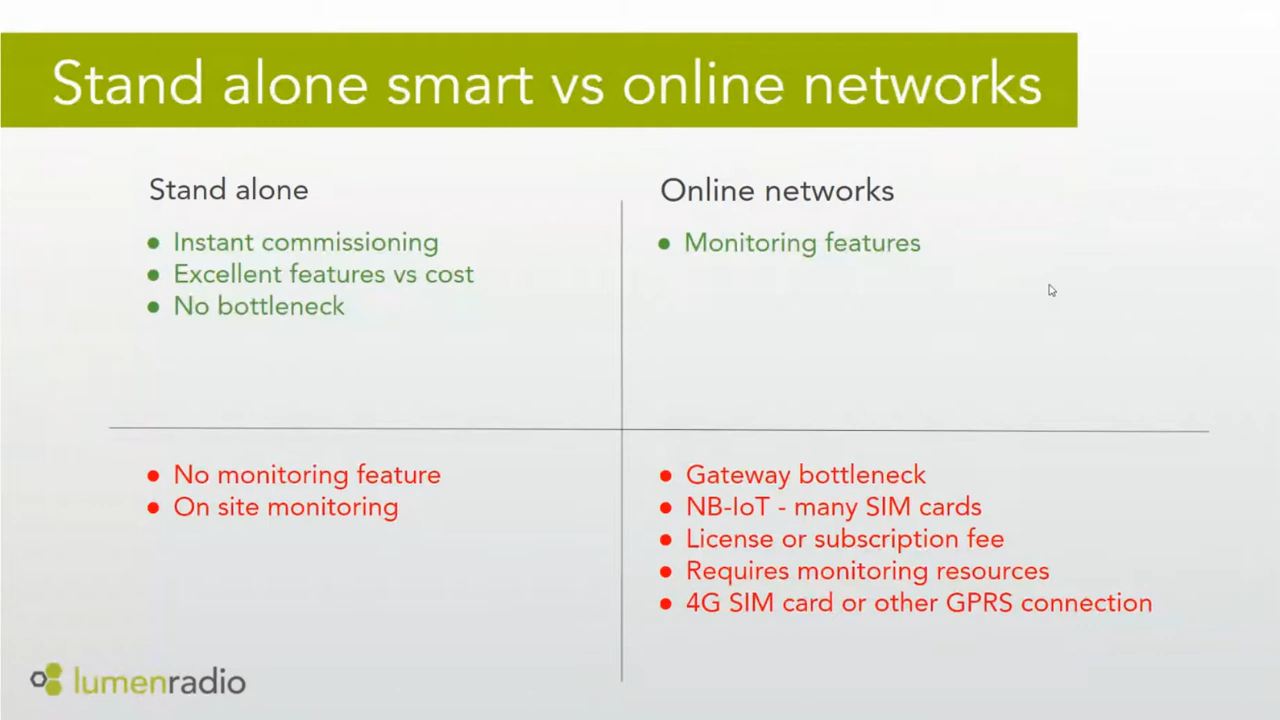 Stand alone smart vs online networks
Stand alone
Instant commissioning
Excellent features vs cost
No bottleneck
Online networks
Monitoring features
No monitoring feature
On site monitoring
Gateway bottleneck
NB-IoT - many SIM cards
License or subscription fee
Requires monitoring resources
4G SIM card or other GPRS connection
lumenradio